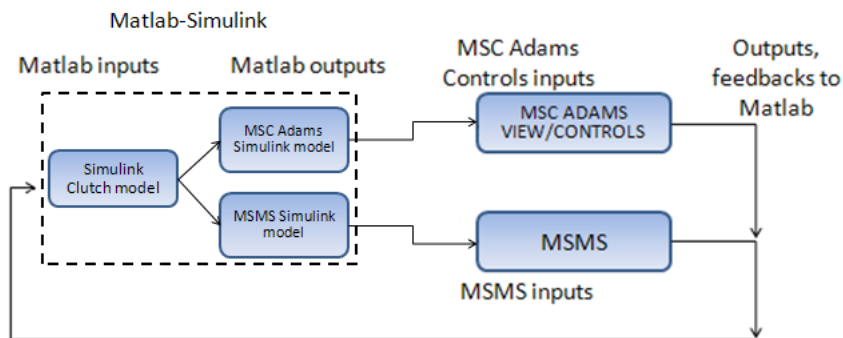 Matlab-Simulink
Matlab inputs
Matlab outputs
MSC Adams
Controls inputs
Outputs,
feedbacks to
Matlab
Simulink
Clutch model
MSC Adams
Simulink model
MSMS Simulink
model
MSC ADAMS
VIEW/CONTROLS
MSMS
MSMS inputs